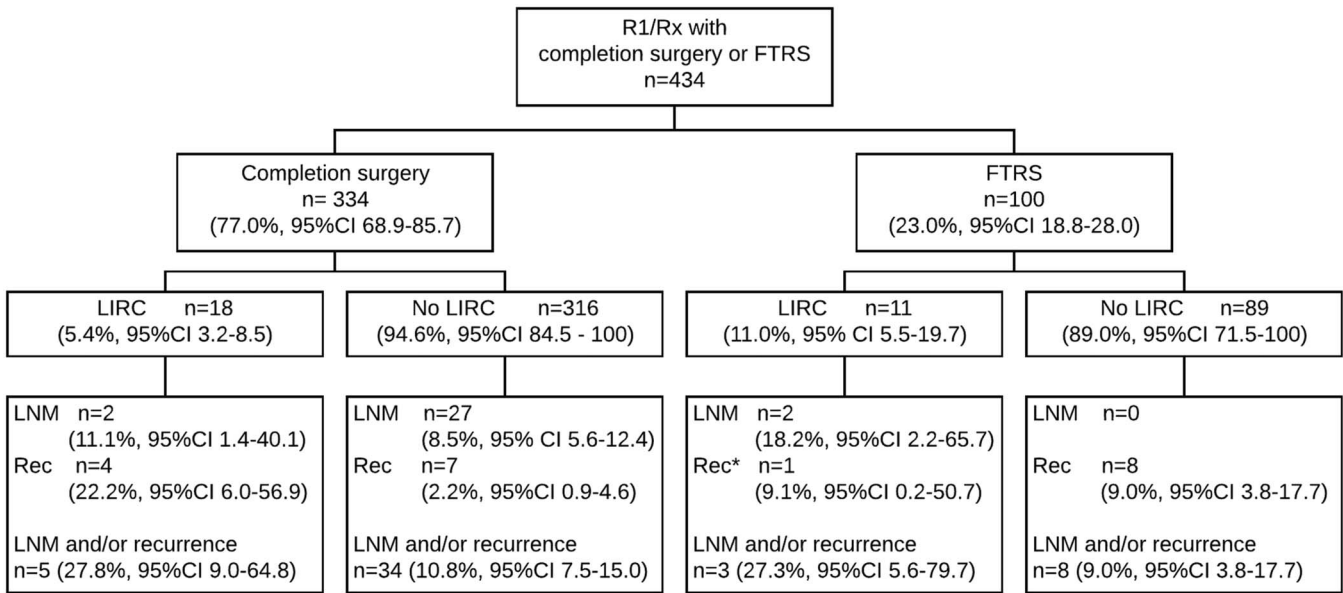 R1/Rx with
completion surgery or FTRS
n=434
Completion surgery
n= 334
(77.0%, 95%CI 68.9-85.7)
FTRS
n=100
(23.0%, 95%CI 18.8-28.0)
LIRC n=18
(5.4%, 95%CI 3.2-8.5)
No LIRC n=316
(94.6%, 95%CI 84.5 - 100)
LIRC n=11
(11.0%, 95% CI 5.5-19.7)
No LIRC n=89
(89.0%, 95%CI 71.5-100)
LNM n=2
(11.1%, 95%CI 1.4-40.1)
Rec n=4
(22.2%, 95%CI 6.0-56.9)
LNM and/or recurrence
n=5 (27.8%, 95%CI 9.0-64.8)
LNM n=27
(8.5%, 95% CI 5.6-12.4)
Rec n=7
(2.2%, 95%CI 0.9-4.6)
LNM and/or recurrence
n=34 (10.8%, 95%CI 7.5-15.0)
LNM n=2
(18.2%, 95%CI 2.2-65.7)
Rec* n=1
(9.1%, 95%CI 0.2-50.7)
LNM and/or recurrence
n=3 (27.3%, 95%CI 5.6-79.7)
LNM n=0
Rec n=8
(9.0%, 95%CI 3.8-17.7)
LNM and/or recurrence
n=8 (9.0%, 95%CI 3.8-17.7)